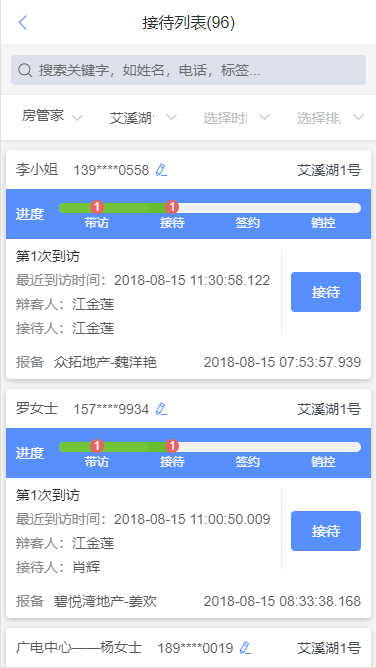 接待列表(96)
搜索关键字，如姓名，电话，标签...
房管家 艾溪湖 选择时 选择排
李小姐 139****0558 艾溪湖1号
进度 1 1
带访 接待 签约 销控
第1次到访
最近到访时间：2018-08-15 11:30:58.122
辩客人：江金莲
接待人：江金莲
接待
报备 众拓地产-魏洋艳 2018-08-15 07:53:57.939
罗女士 157****9934 艾溪湖1号
进度 1 1
带访 接待 签约 销控
第1次到访
最近到访时间：2018-08-15 11:00:50.009
辩客人：江金莲
接待人：肖辉
接待
报备 碧悦湾地产-姜欢 2018-08-15 08:33:38.168
广电中心——杨女士 189****0019 艾溪湖1号